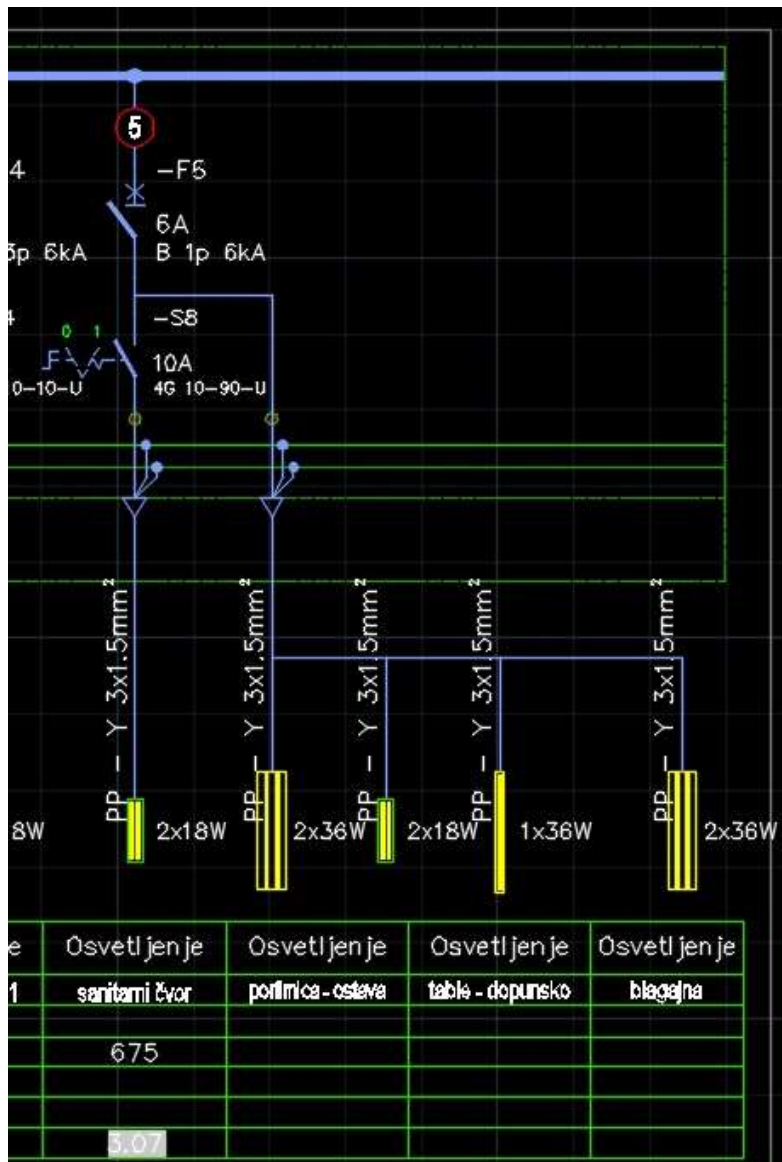 5
4 -F5
6A
3p 6kA B 1p 6kA
4 -S8
0 1
10A
0-10-U 4G 10-90-U
PP - Y 3x1.5mm² PP - Y 3x1.5mm² PP - Y 3x1.5mm² PP - Y 3x1.5mm² PP - Y 3x1.5mm²
8W 2x18W 2x36W 2x18W 1x36W 2x36W
e Osvetljenje Osvetljenje Osvetljenje Osvetljenje
1 sanitarni čvor - ostava table - dopunsko blagajna
675
3.07